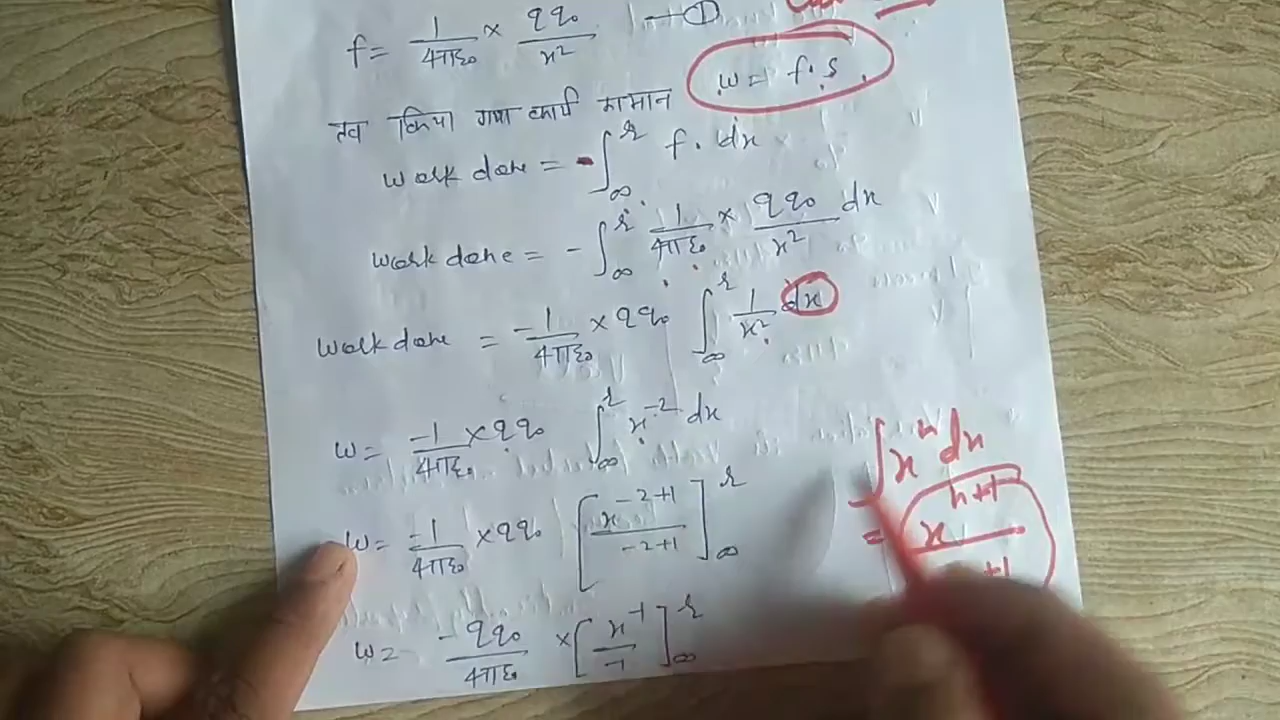 f = 1/4πε₀ × qq₀/x² —①
w = f.s
तब किया गया कार्य का मान
work done = -∫_∞^r f. dx
work done = -∫_∞^r 1/4πε₀ × qq₀/x² dx
work done = -1/4πε₀ × qq₀ ∫_∞^r 1/x² dx
w = -1/4πε₀ × qq₀ ∫_∞^r x⁻² dx
∫xⁿ dx
w = -1/4πε₀ × qq₀ [x^(-2+1)/(-2+1)]_∞^r
= x^(n+1)/(n+1)
w = -qq₀/4πε₀ × [x⁻¹/-1]_∞^r